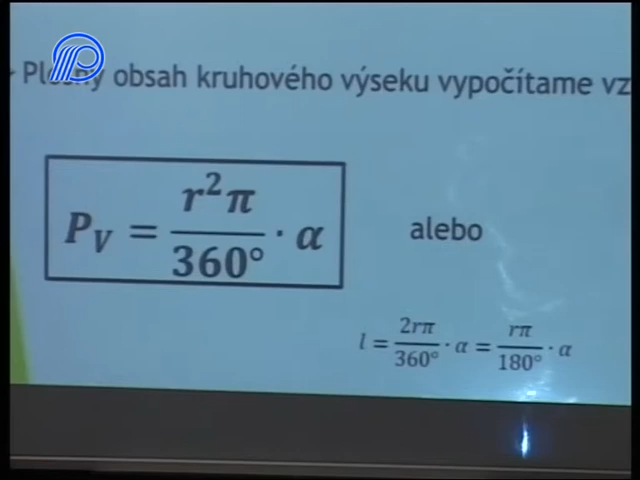 Plošný obsah kruhového výseku vypočítame vz
P_V = r²π / 360° · α
alebo
l = 2rπ / 360° · α = rπ / 180° · α